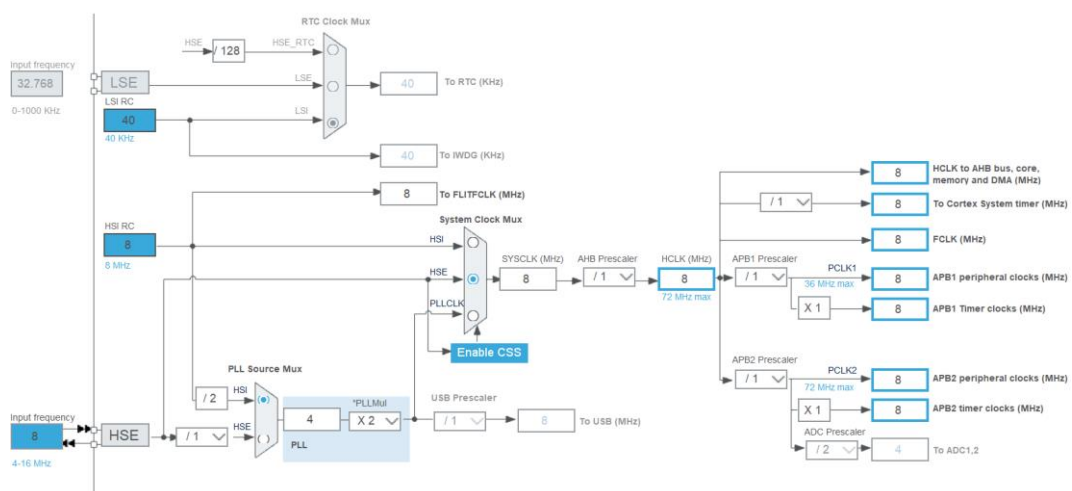 RTC Clock Mux
HSE
/ 128
HSE_RTC
Input frequency
32.768
0-1000 KHz
LSE
LSE
40
To RTC (KHz)
LSI RC
40
40 KHz
LSI
40
To IWDG (KHz)
8
To FLITFCLK (MHz)
HSI RC
8
8 MHz
System Clock Mux
HSI
HSE
PLLCLK
Enable CSS
SYSCLK (MHz)
8
AHB Prescaler
/ 1
HCLK (MHz)
8
72 MHz max
8
HCLK to AHB bus, core,
memory and DMA (MHz)
/ 1
8
To Cortex System timer (MHz)
8
FCLK (MHz)
APB1 Prescaler
/ 1
PCLK1
36 MHz max
8
APB1 peripheral clocks (MHz)
X 1
8
APB1 Timer clocks (MHz)
APB2 Prescaler
/ 1
PCLK2
72 MHz max
8
APB2 peripheral clocks (MHz)
X 1
8
APB2 timer clocks (MHz)
ADC Prescaler
/ 2
4
To ADC1,2
PLL Source Mux
/ 2
HSI
HSE
4
*PLLMul
X 2
PLL
USB Prescaler
/ 1
8
To USB (MHz)
Input frequency
8
4-16 MHz
HSE
/ 1